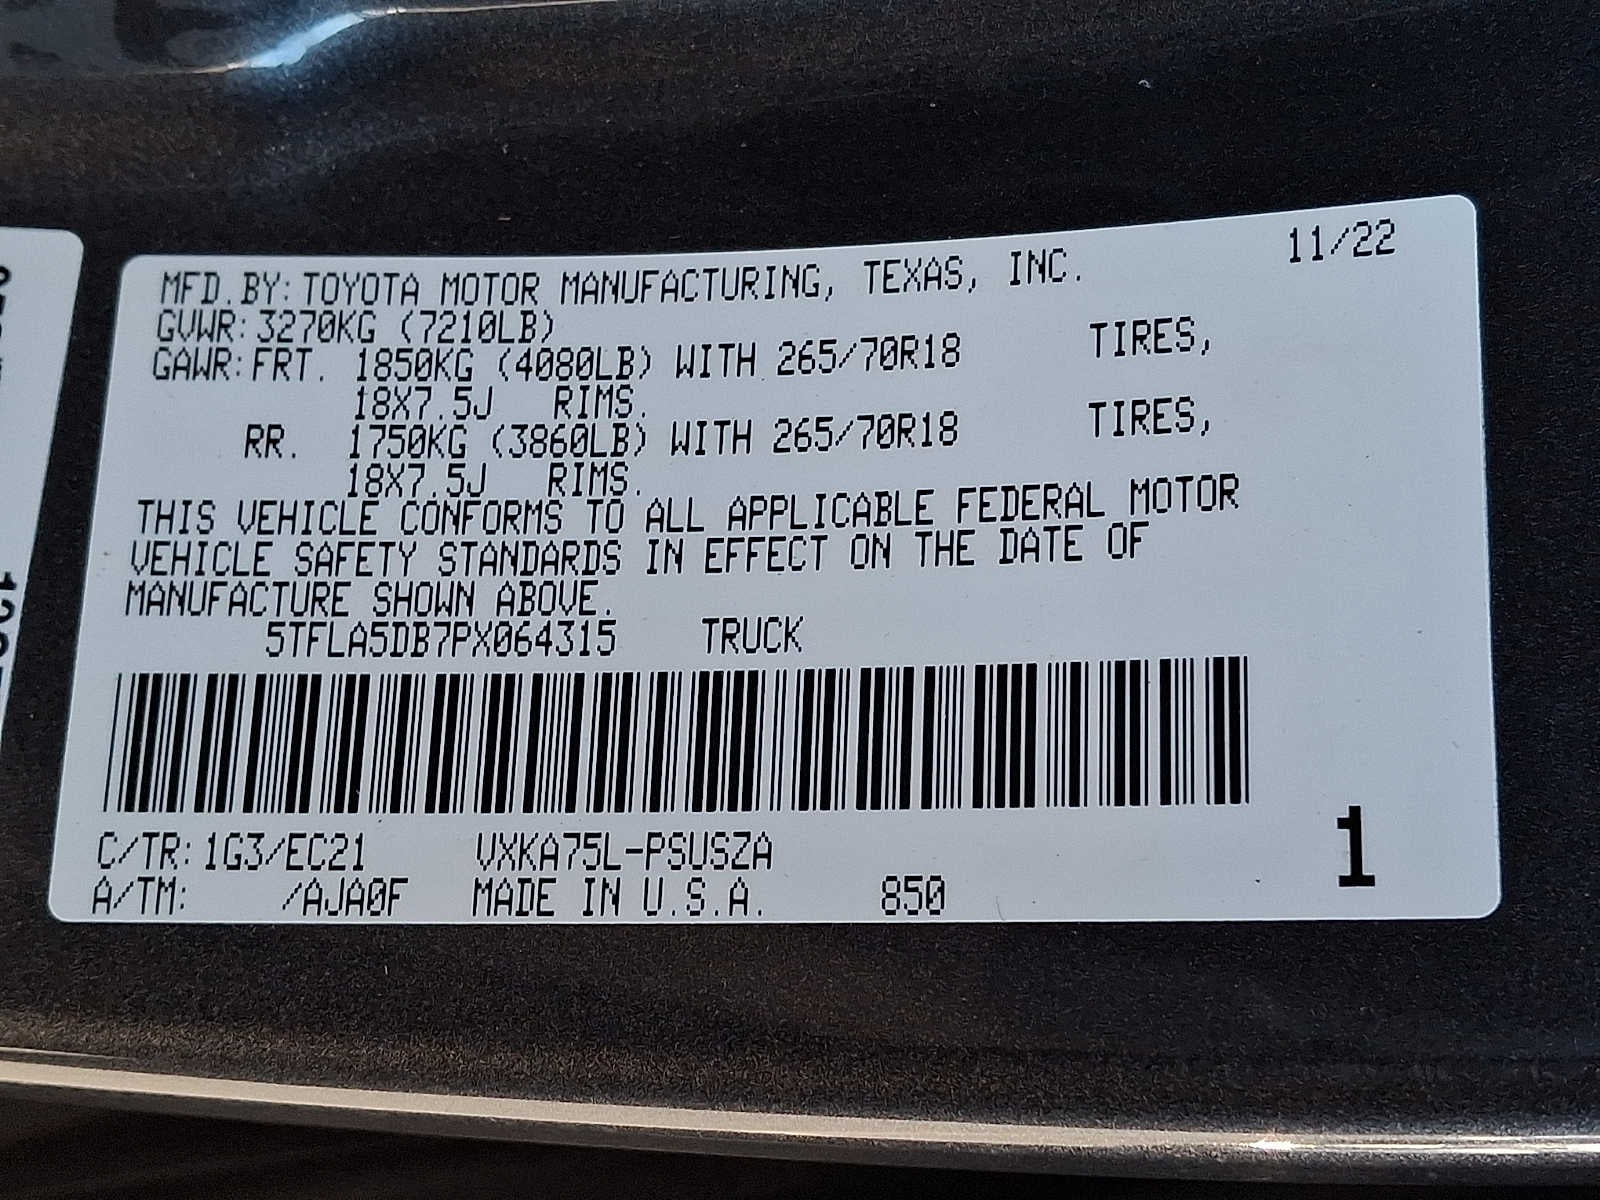 11/22
MFD.BY: TOYOTA MOTOR MANUFACTURING, TEXAS, INC.
GVWR: 3270KG (7210LB)
GAWR: FRT. 1850KG (4080LB) WITH 265/70R18 TIRES,
18X7.5J RIMS.
RR. 1750KG (3860LB) WITH 265/70R18 TIRES,
18X7.5J RIMS.
THIS VEHICLE CONFORMS TO ALL APPLICABLE FEDERAL MOTOR
VEHICLE SAFETY STANDARDS IN EFFECT ON THE DATE OF
MANUFACTURE SHOWN ABOVE.
5TFLA5DB7PX064315 TRUCK
C/TR: 1G3/EC21 VXKA75L-PSUSZA
A/TM: /AJA0F MADE IN U.S.A. 850
1